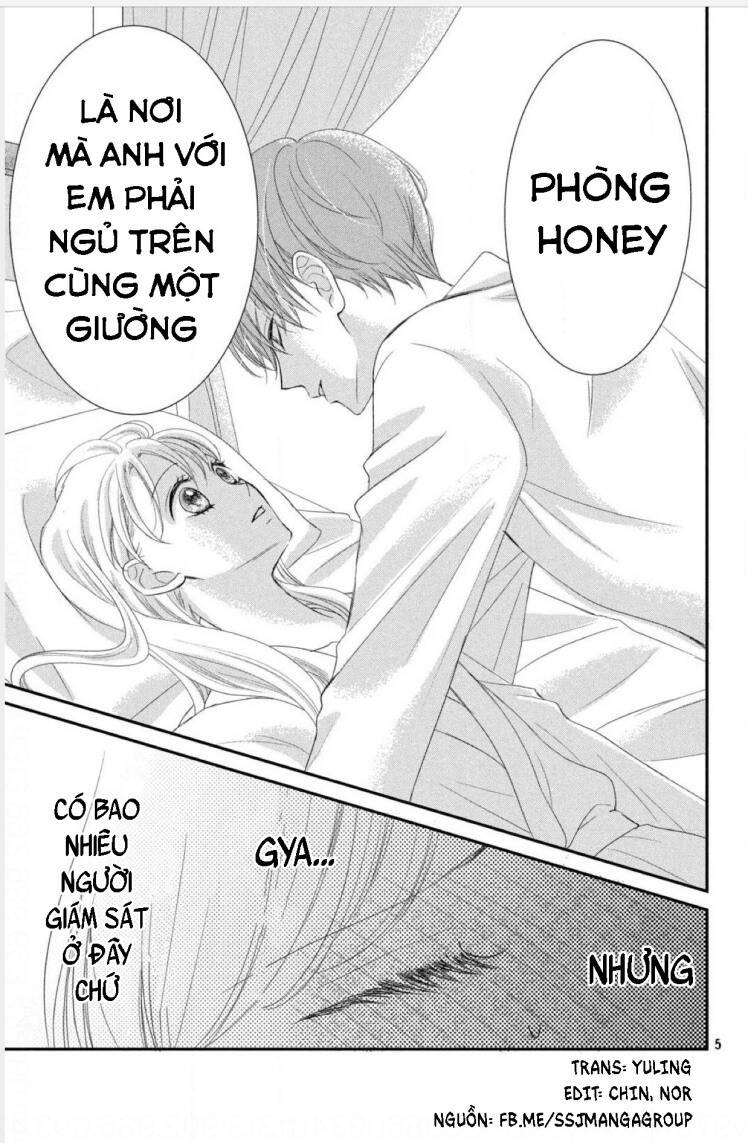 PHÒNG
HONEY
LÀ NƠI
MÀ ANH VỚI
EM PHẢI
NGỦ TRÊN
CÙNG MỘT
GIƯỜNG
NHƯNG
GYA...
CÓ BAO
NHIÊU
NGƯỜI
GIÁM SÁT
Ở ĐÂY
CHỨ
5
TRANS: YULING
EDIT: CHIN, NOR
NGUỒN: FB.ME/SSJMANGAGROUP